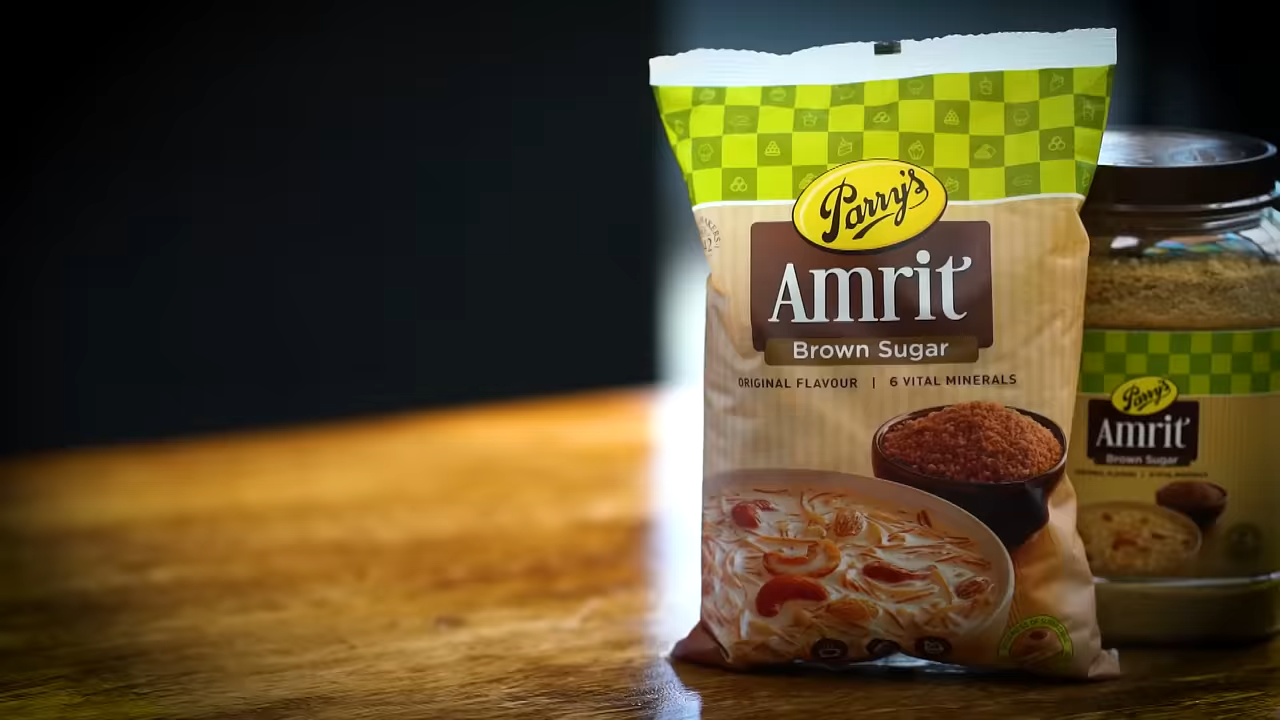 Parry's
Amrit
Brown Sugar
ORIGINAL FLAVOUR | 6 VITAL MINERALS
Parry's
Amrit
Brown Sugar